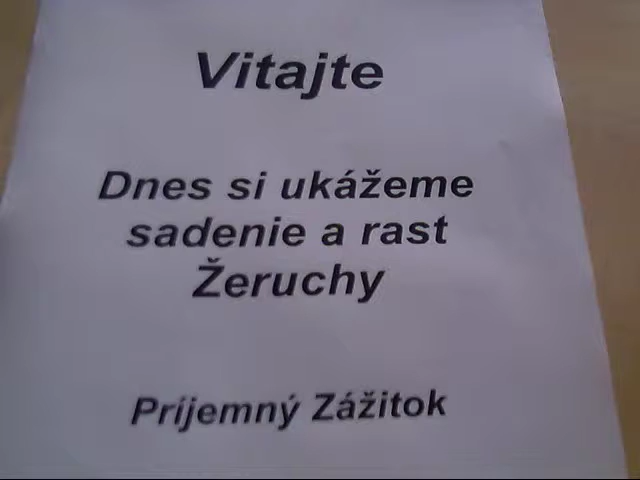 Vitajte
Dnes si ukážeme
sadenie a rast
Žeruchy
Príjemný Zážitok